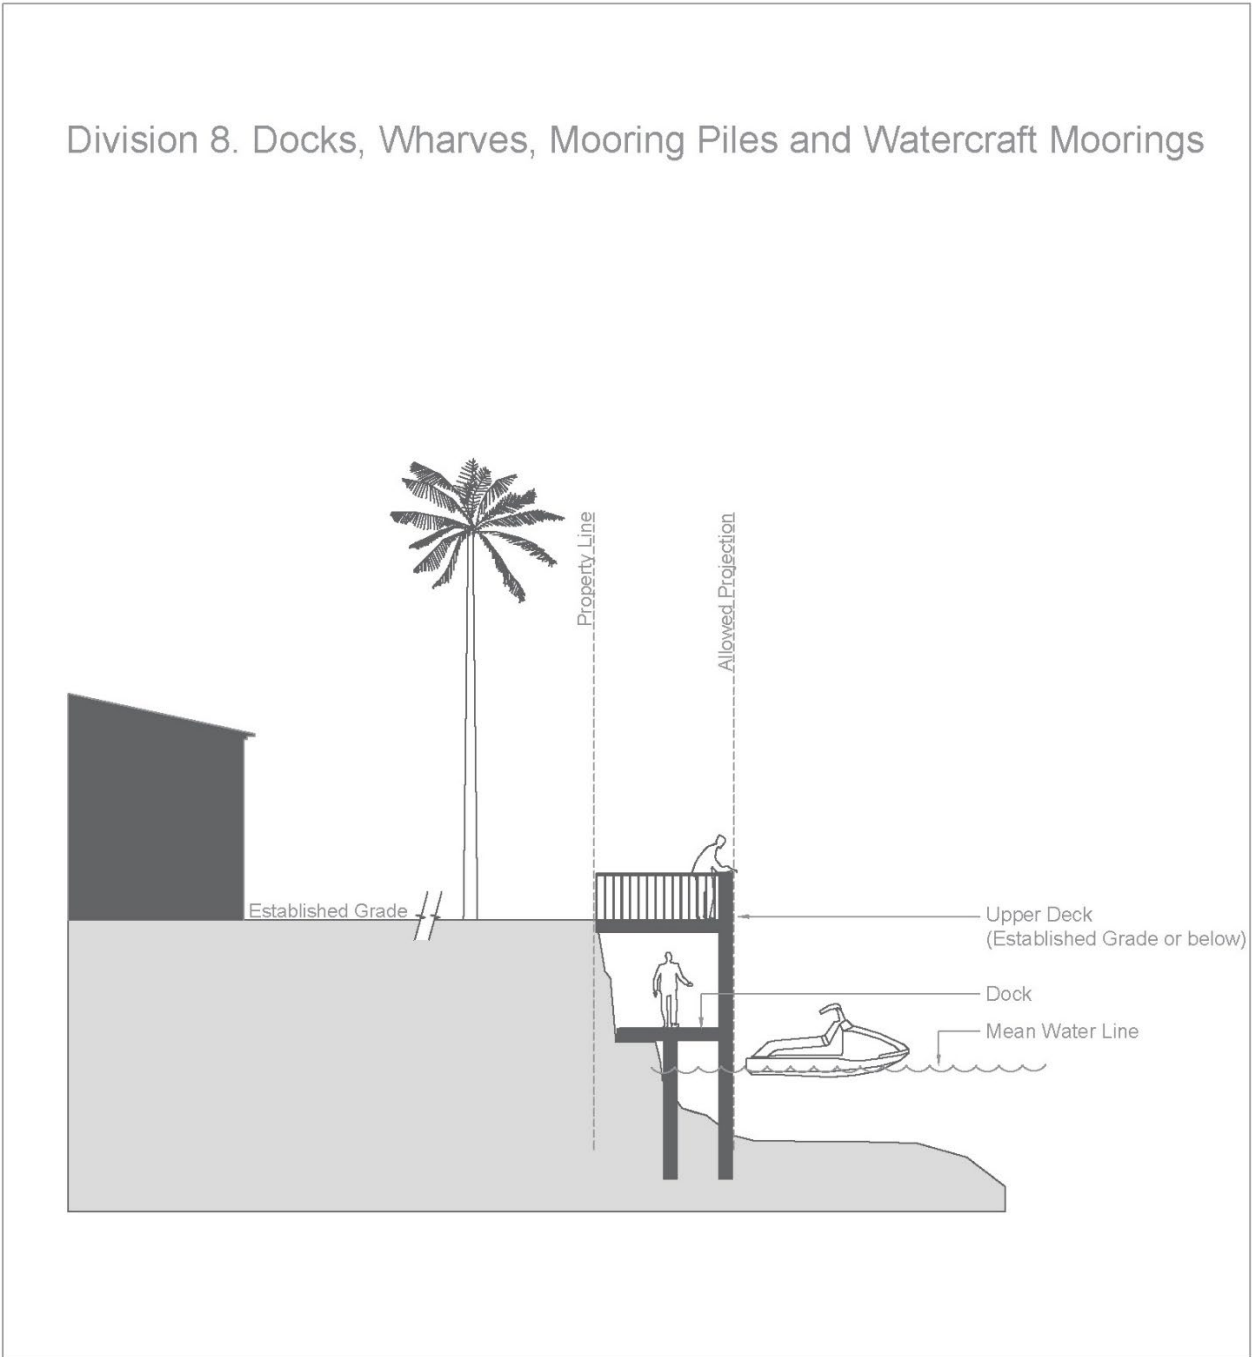 Division 8. Docks, Wharves, Mooring Piles and Watercraft Moorings
Property Line
Allowed Projection
Established Grade
Upper Deck
(Established Grade or below)
Dock
Mean Water Line